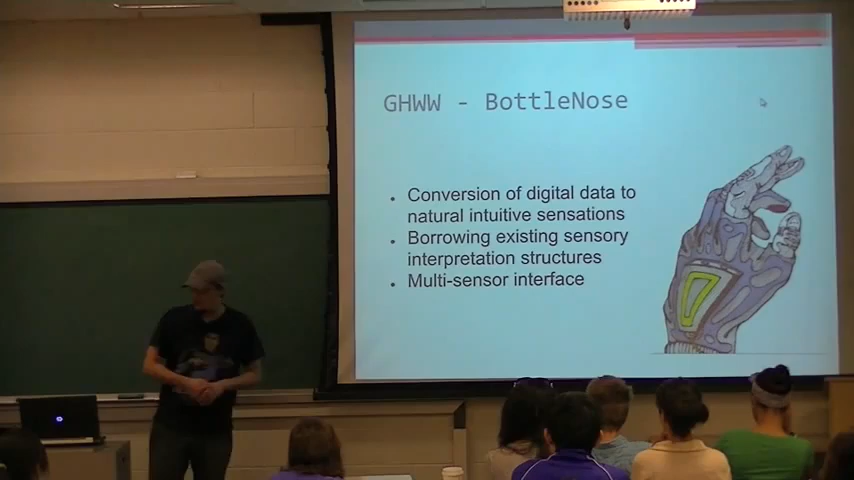 GHWW - BottleNose
• Conversion of digital data to
natural intuitive sensations
• Borrowing existing sensory
interpretation structures
• Multi-sensor interface